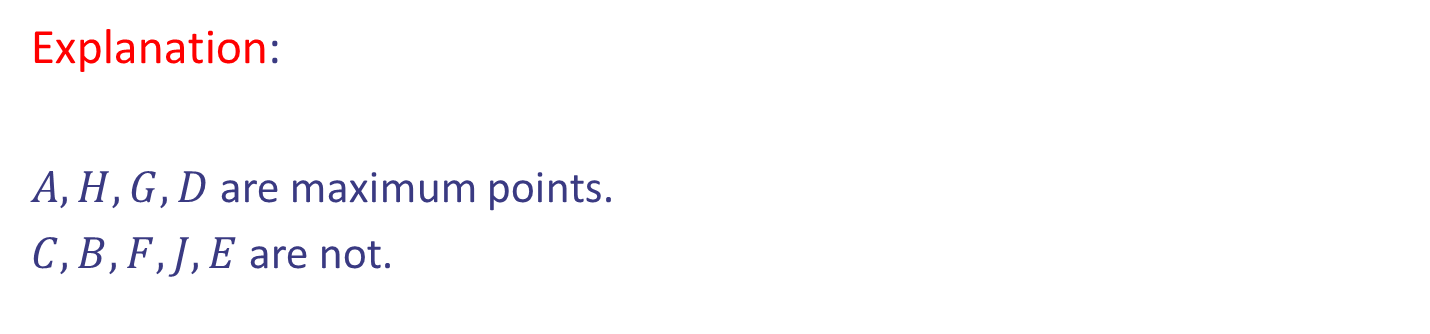 Explanation:
A, H, G, D are maximum points.
C, B, F, J, E are not.